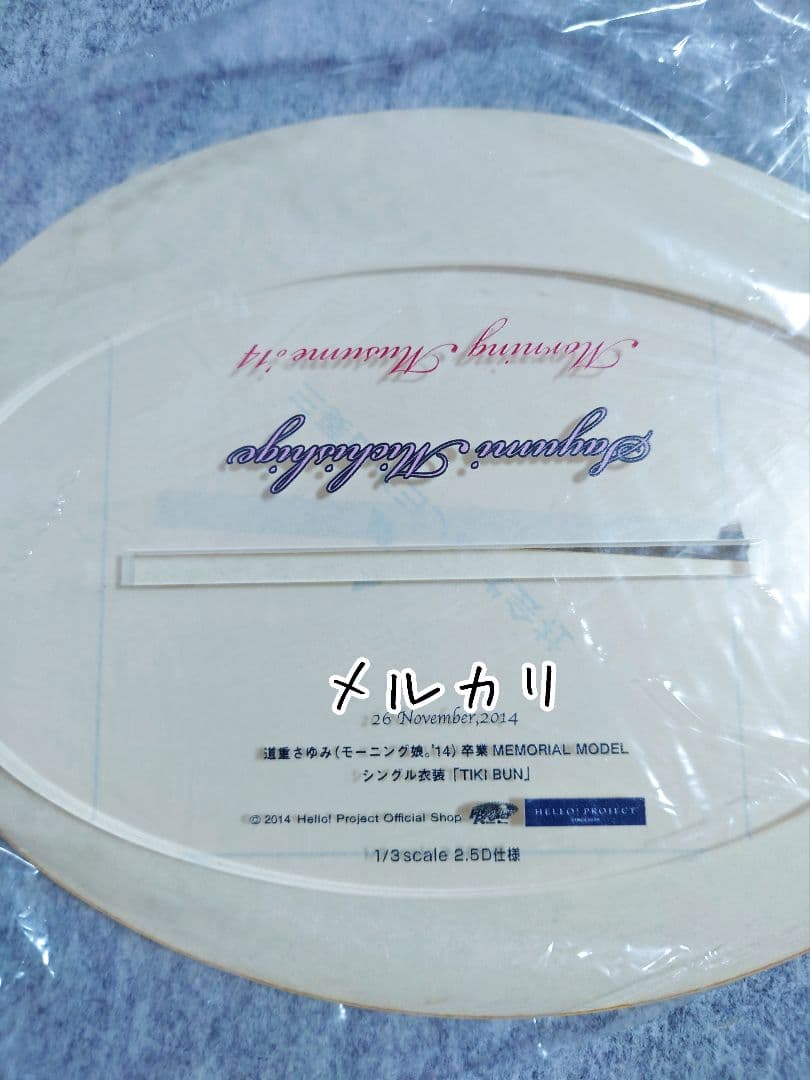 Morning Musume。'14
Sayumi Michishige
メルカリ
26 November,2014
道重さゆみ(モーニング娘。'14)卒業 MEMORIAL MODEL
シングル衣装「TIKI BUN」
© 2014 Hello! Project Official Shop HELLO! PROJECT
1/3 scale 2.5D仕様